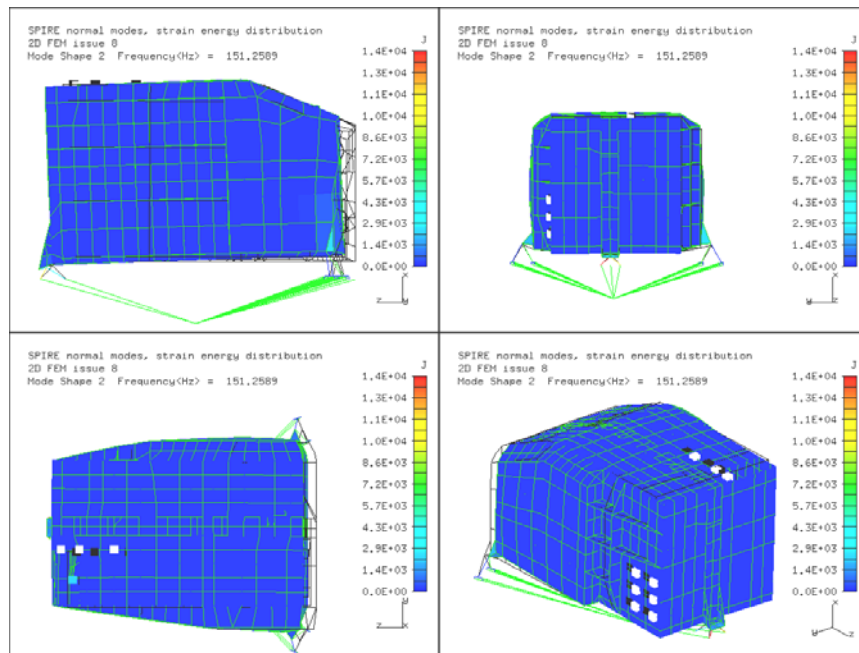 SPIRE normal modes, strain energy distribution
2D FEM issue 8
Mode Shape 2 Frequency(Hz) = 151.2589
J
1.4E+04
1.3E+04
1.1E+04
1.0E+04
8.6E+03
7.2E+03
5.7E+03
4.3E+03
2.9E+03
1.4E+03
0.0E+00
x
z y
SPIRE normal modes, strain energy distribution
2D FEM issue 8
Mode Shape 2 Frequency(Hz) = 151.2589
J
1.4E+04
1.3E+04
1.1E+04
1.0E+04
8.6E+03
7.2E+03
5.7E+03
4.3E+03
2.9E+03
1.4E+03
0.0E+00
x
y z
SPIRE normal modes, strain energy distribution
2D FEM issue 8
Mode Shape 2 Frequency(Hz) = 151.2589
J
1.4E+04
1.3E+04
1.1E+04
1.0E+04
8.6E+03
7.2E+03
5.7E+03
4.3E+03
2.9E+03
1.4E+03
0.0E+00
y
z x
SPIRE normal modes, strain energy distribution
2D FEM issue 8
Mode Shape 2 Frequency(Hz) = 151.2589
J
1.4E+04
1.3E+04
1.1E+04
1.0E+04
8.6E+03
7.2E+03
5.7E+03
4.3E+03
2.9E+03
1.4E+03
0.0E+00
x
y z